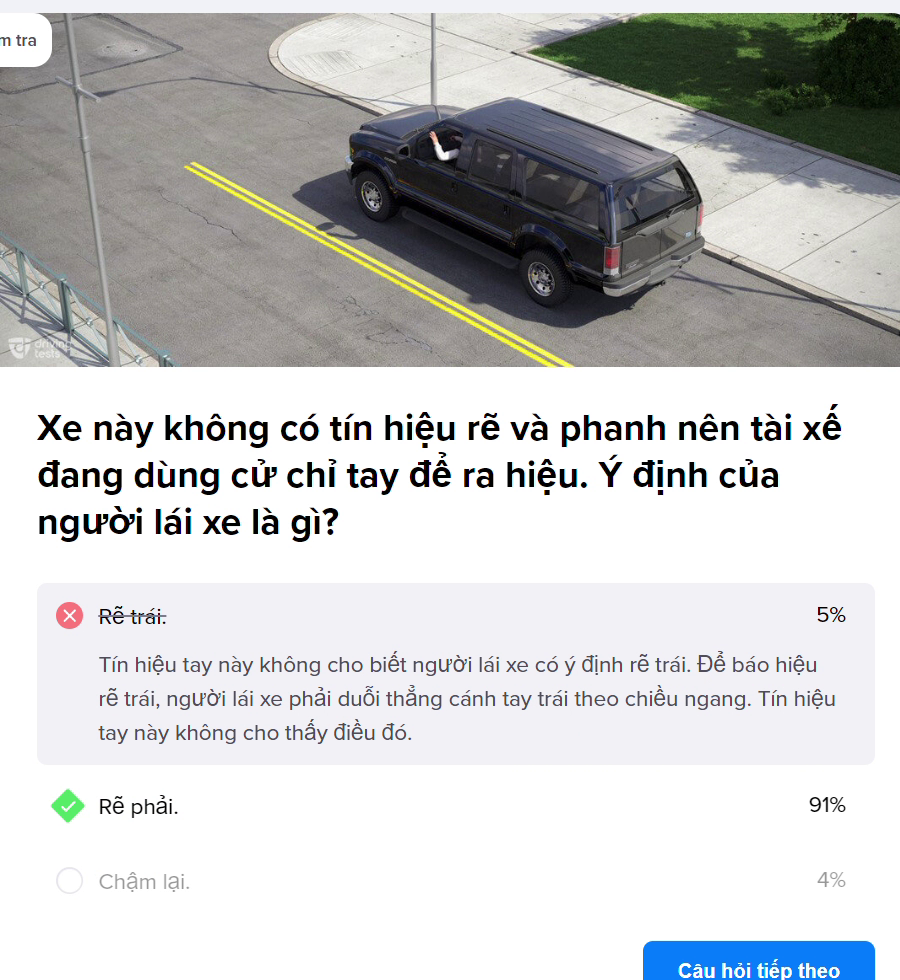 m tra
driving
tests
Xe này không có tín hiệu rẽ và phanh nên tài xế
đang dùng cử chỉ tay để ra hiệu. Ý định của
người lái xe là gì?
Rẽ trái. 5%
Tín hiệu tay này không cho biết người lái xe có ý định rẽ trái. Để báo hiệu
rẽ trái, người lái xe phải duỗi thẳng cánh tay trái theo chiều ngang. Tín hiệu
tay này không cho thấy điều đó.
Rẽ phải. 91%
Chậm lại. 4%
Câu hỏi tiếp theo